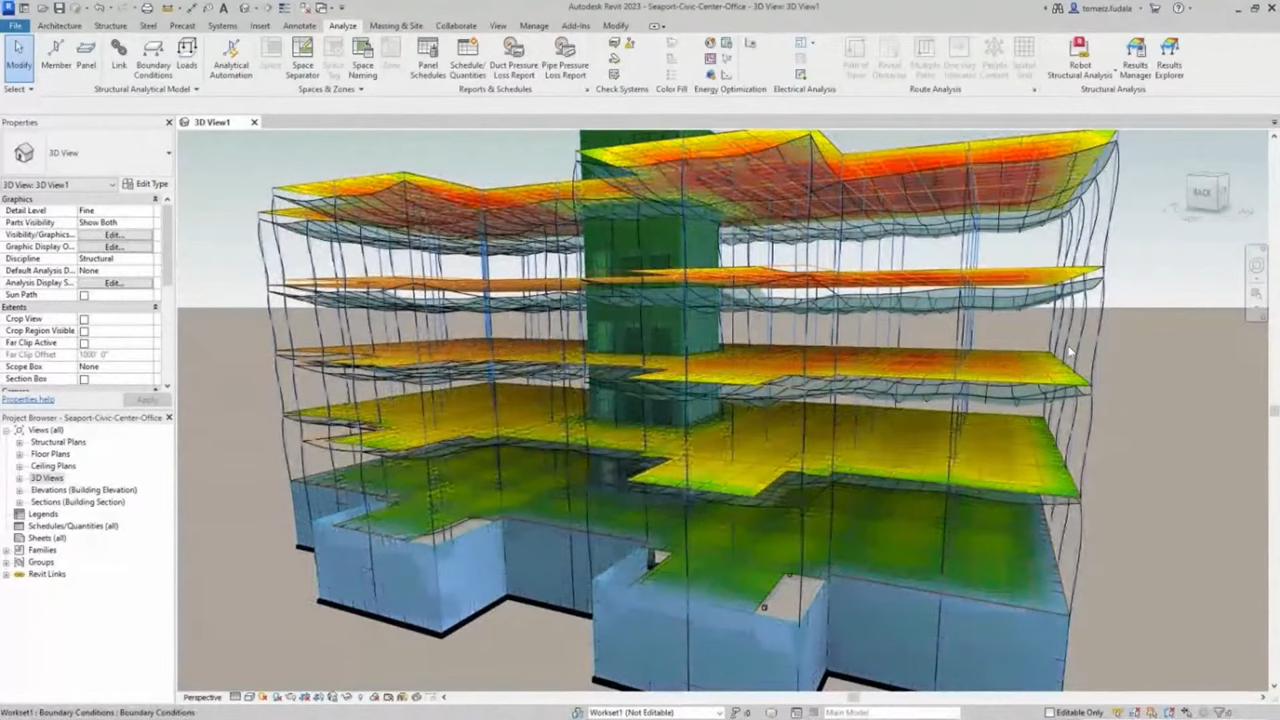 Autodesk Revit 2023 - Seaport-Civic-Center-Office - 3D View: 3D View1
tomasz.fudala
File Architecture Structure Steel Precast Systems Insert Annotate Analyze Massing & Site Collaborate View Manage Add-Ins Modify
Modify Member Panel Link Boundary Conditions Loads Analytical Automation Space Space Separator Space Tag Space Naming Zone Panel Schedules Schedule/ Quantities Duct Pressure Loss Report Pipe Pressure Loss Report Path of Travel Reveal Obstacles Multiple Paths One-way Indicator People Content Spatial Grid Robot Structural Analysis Results Manager Results Explorer
Select Structural Analytical Model Spaces & Zones Reports & Schedules Check Systems Color Fill Energy Optimization Electrical Analysis Route Analysis Structural Analysis
Properties
3D View1
3D View
3D View: 3D View1 Edit Type
Graphics
Detail Level Fine
Parts Visibility Show Both
Visibility/Graphics... Edit...
Graphic Display O... Edit...
Discipline Structural
Default Analysis D... None
Analysis Display S... Edit...
Sun Path
Extents
Crop View
Crop Region Visible
Far Clip Active
Far Clip Offset 1000' 0"
Scope Box None
Section Box
Properties help Apply
Project Browser - Seaport-Civic-Center-Office
Views (all)
Structural Plans
Floor Plans
Ceiling Plans
3D Views
Elevations (Building Elevation)
Sections (Building Section)
Legends
Schedules/Quantities (all)
Sheets (all)
Families
Groups
Revit Links
BACK
Perspective
Workset1 : Boundary Conditions : Boundary Conditions
Workset1 (Not Editable)
:0
Main Model
Editable Only
:0